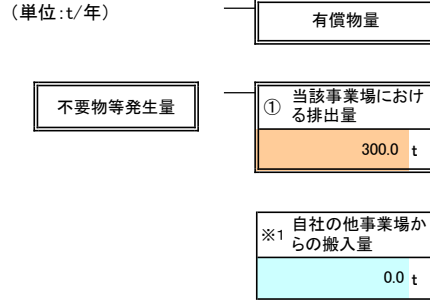 （単位:t/年）
有償物量
不要物等発生量
① 当該事業場におけ
る排出量
300.0 t
※1 自社の他事業場か
らの搬入量
0.0 t